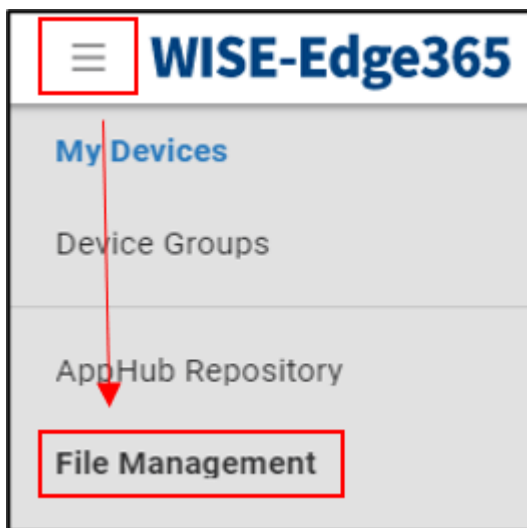 WISE-Edge365
My Devices
Device Groups
AppHub Repository
File Management